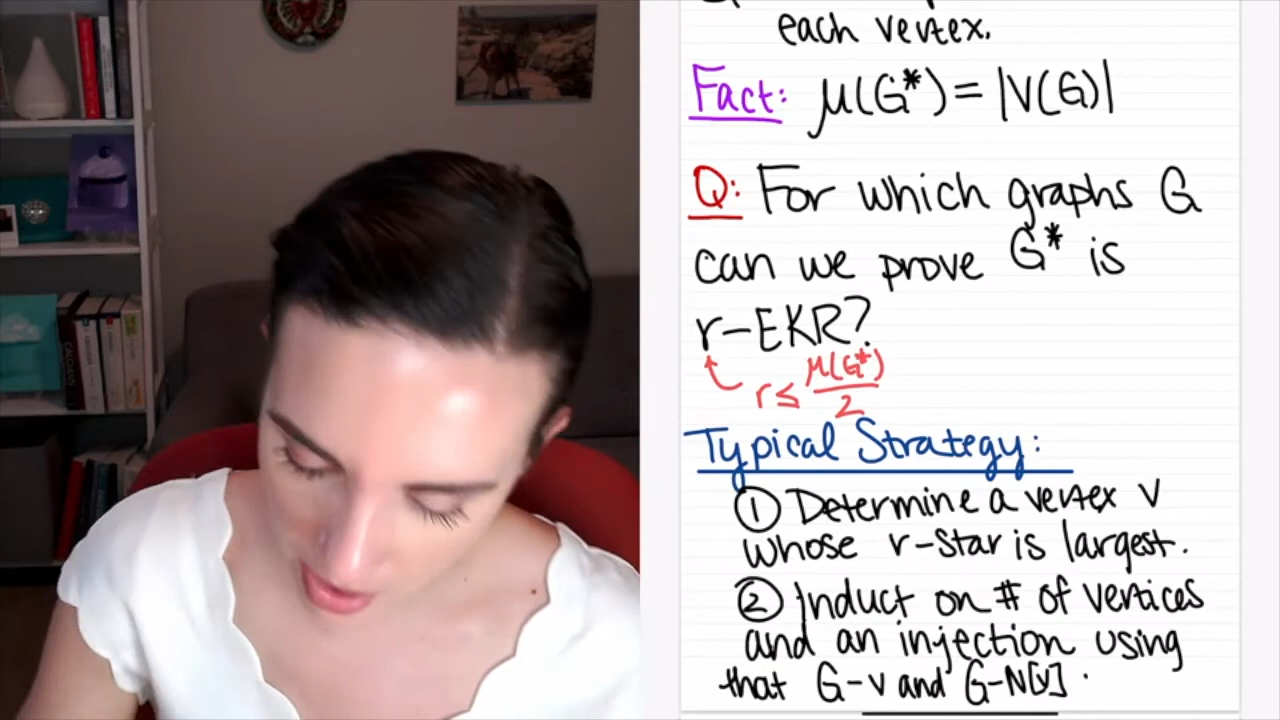 each vertex.
Fact: μ(G*) = |V(G)|
Q: For which graphs G
can we prove G* is
r-EKR?
r ≤ μ(G*)/2
Typical Strategy:
① Determine a vertex v
whose r-star is largest.
② Induct on # of vertices
and an injection using
that G-v and G-N[v].